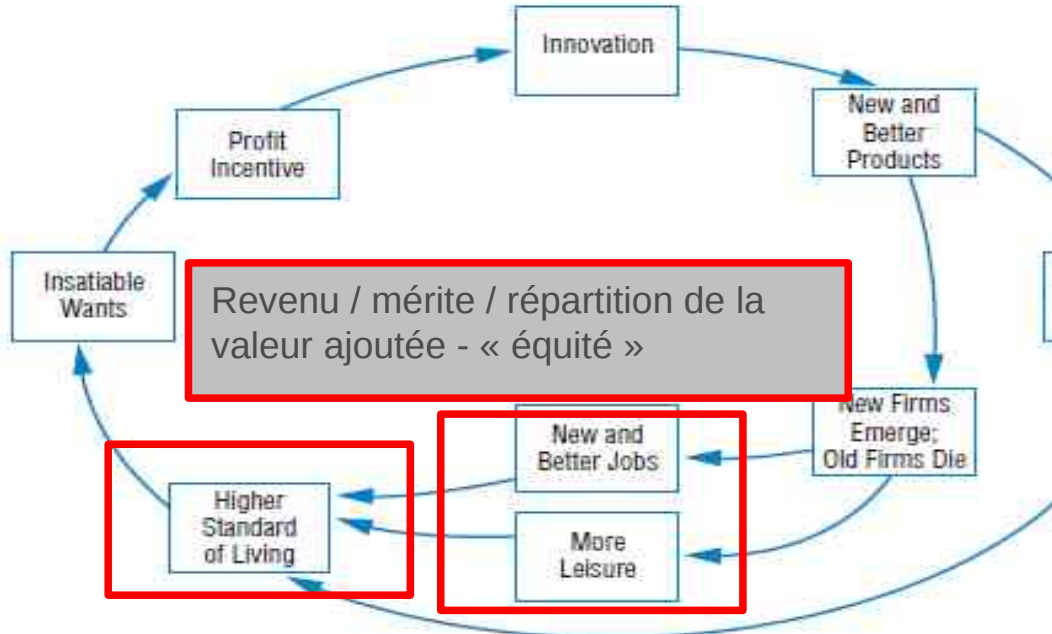 Innovation
New and
Better
Products
Profit
Incentive
Insatiable
Wants
Revenu / mérite / répartition de la
valeur ajoutée - « équité »
New Firms
Emerge;
Old Firms Die
New and
Better Jobs
Higher
Standard
of Living
More
Leisure